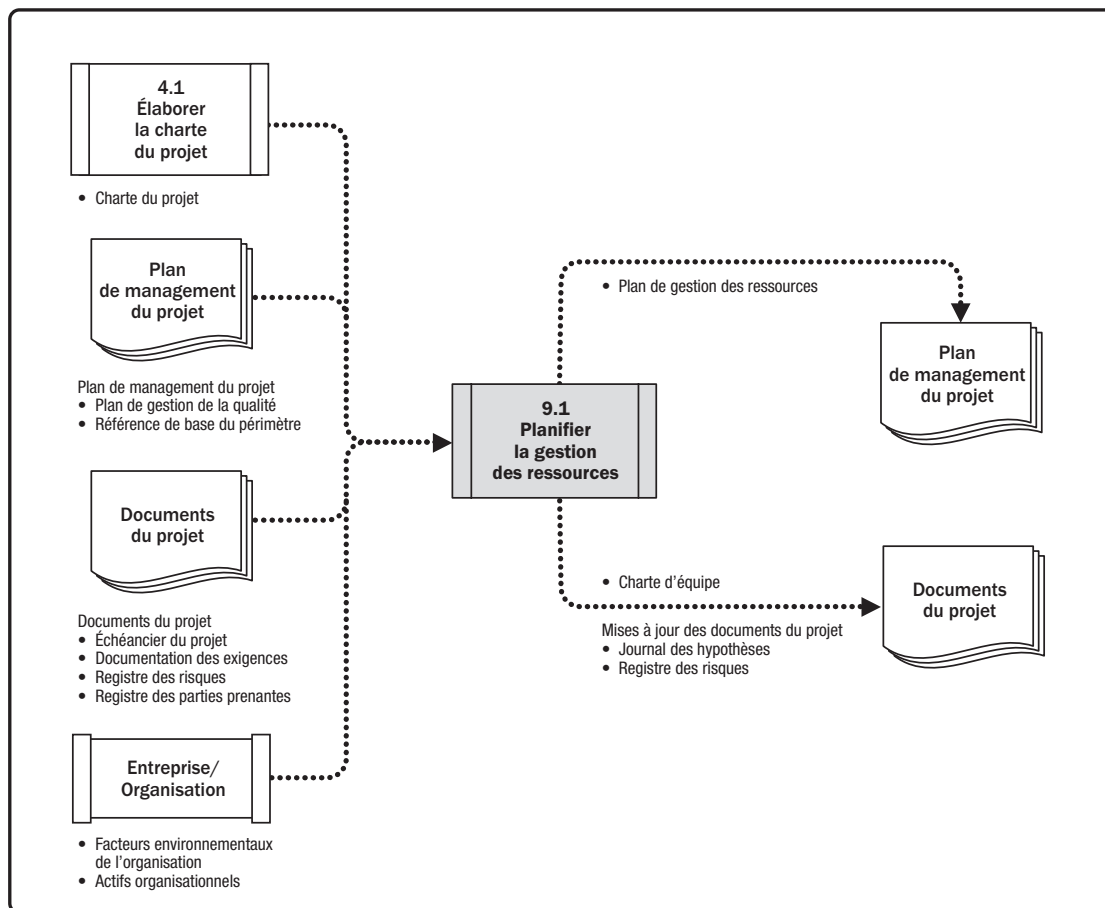 4.1
Élaborer
la charte
du projet
• Charte du projet
Plan
de management
du projet
Plan de management du projet
• Plan de gestion de la qualité
• Référence de base du périmètre
Documents
du projet
Documents du projet
• Échéancier du projet
• Documentation des exigences
• Registre des risques
• Registre des parties prenantes
Entreprise/
Organisation
• Facteurs environnementaux
de l’organisation
• Actifs organisationnels
9.1
Planifier
la gestion
des ressources
• Plan de gestion des ressources
Plan
de management
du projet
• Charte d’équipe
Mises à jour des documents du projet
• Journal des hypothèses
• Registre des risques
Documents
du projet